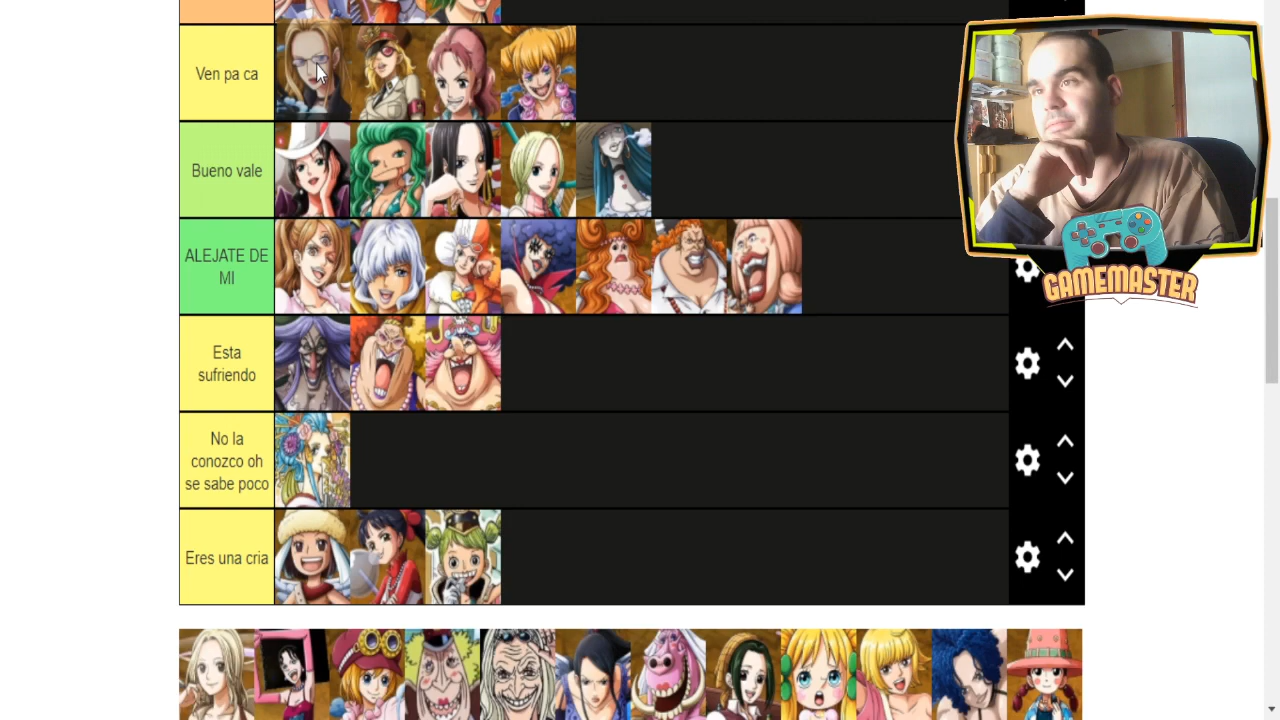 Ven pa ca
Bueno vale
ALEJATE DE
MI
Esta
sufriendo
No la
conozco oh
se sabe poco
Eres una cria
GAMEMASTER